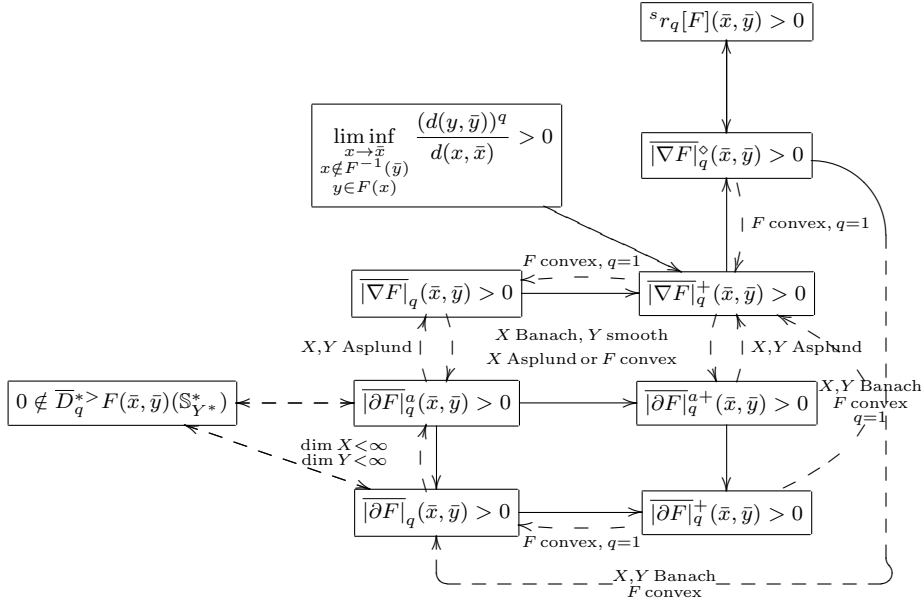 ${}^{s}r_q[F](\bar{x}, \bar{y}) > 0$
$\liminf_{\substack{x \to \bar{x} \\ x \notin F^{-1}(\bar{y}) \\ y \in F(x)}} \frac{(d(y, \bar{y}))^q}{d(x, \bar{x})} > 0$
$\overline{|\nabla F|}{}_q^{\diamond}(\bar{x}, \bar{y}) > 0$
F convex, q=1
F convex, q=1
$\overline{|\nabla F|}_q(\bar{x}, \bar{y}) > 0$
$\overline{|\nabla F|}{}_q^{+}(\bar{x}, \bar{y}) > 0$
X,Y Asplund
X Banach, Y smooth
X Asplund or F convex
X,Y Asplund
$0 \notin \overline{D}{}_q^{*>} F(\bar{x}, \bar{y})(\mathbb{S}_{Y^*}^{*})$
$\overline{|\partial F|}{}_q^{a}(\bar{x}, \bar{y}) > 0$
$\overline{|\partial F|}{}_q^{a+}(\bar{x}, \bar{y}) > 0$
X,Y Banach
F convex
q=1
dim X<∞
dim Y<∞
$\overline{|\partial F|}_q(\bar{x}, \bar{y}) > 0$
$\overline{|\partial F|}{}_q^{+}(\bar{x}, \bar{y}) > 0$
F convex, q=1
X,Y Banach
F convex